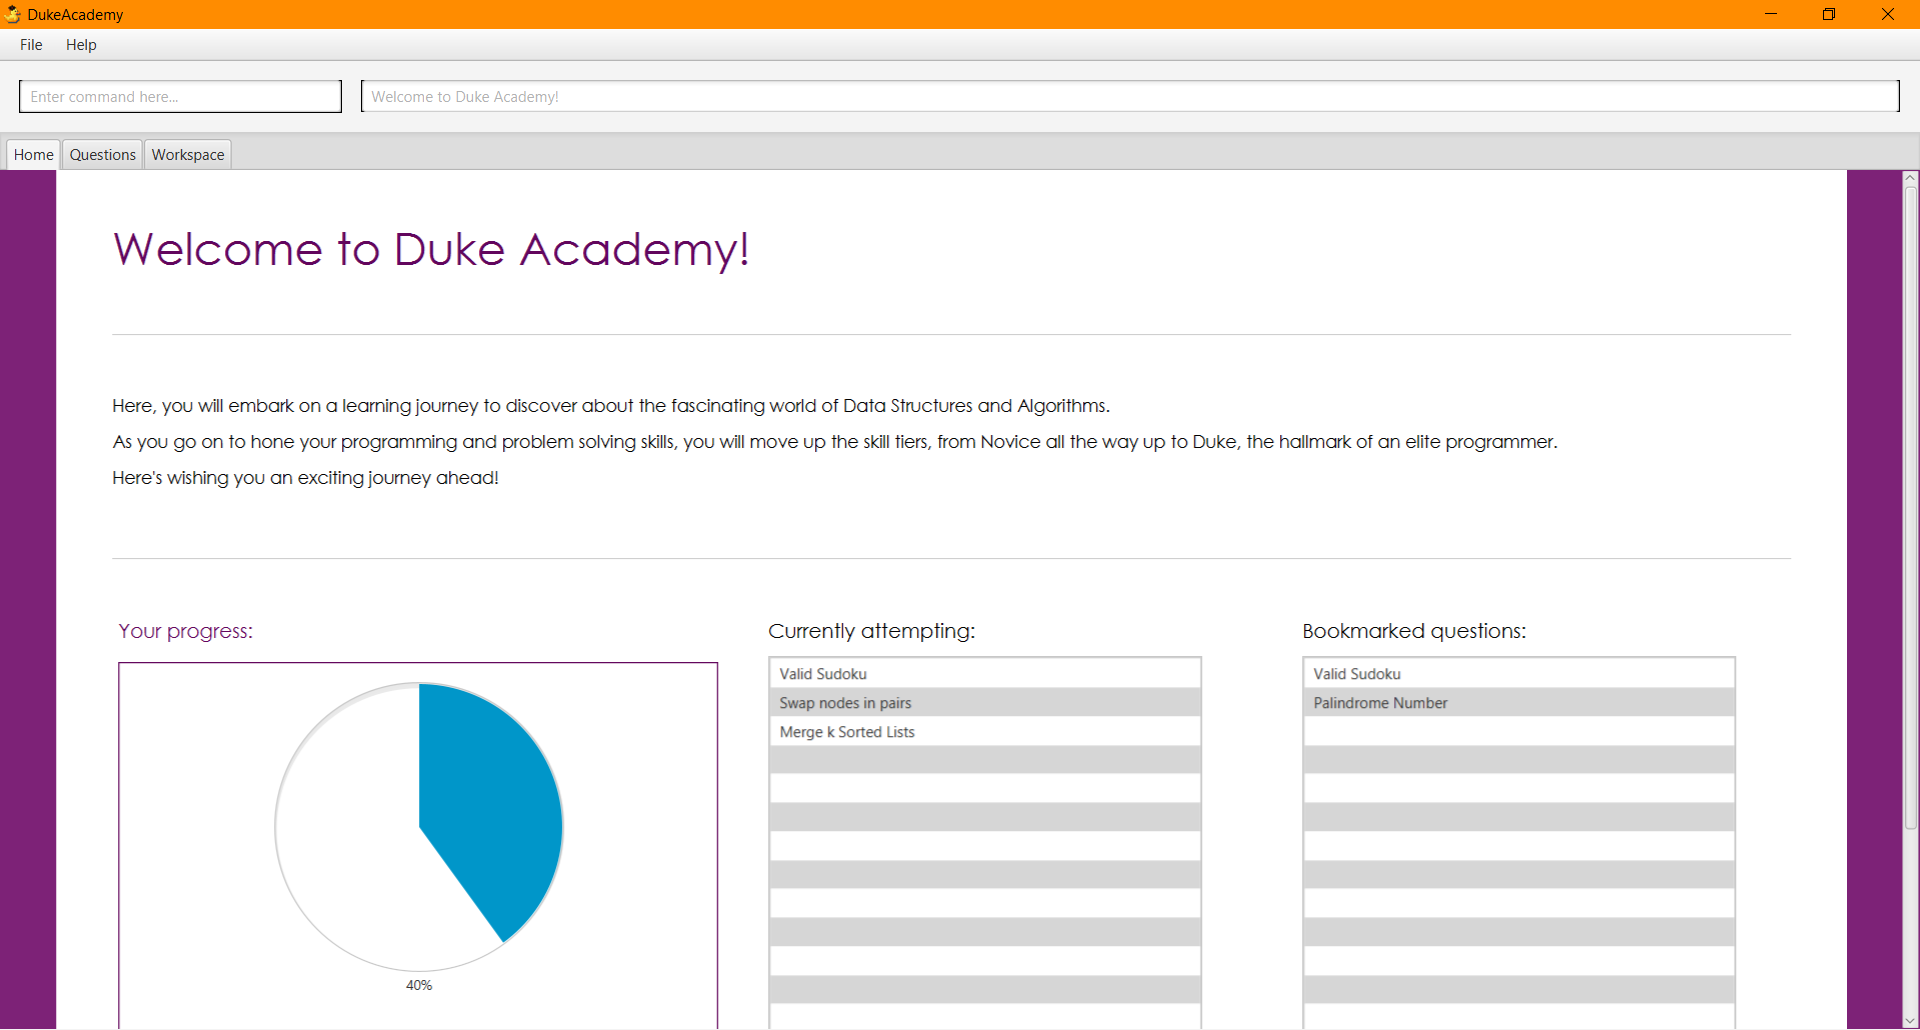 DukeAcademy
File Help
Enter command here...
Welcome to Duke Academy!
Home Questions Workspace
Welcome to Duke Academy!
Here, you will embark on a learning journey to discover about the fascinating world of Data Structures and Algorithms.
As you go on to hone your programming and problem solving skills, you will move up the skill tiers, from Novice all the way up to Duke, the hallmark of an elite programmer.
Here's wishing you an exciting journey ahead!
Your progress:
40%
Currently attempting:
Valid Sudoku
Swap nodes in pairs
Merge k Sorted Lists
Bookmarked questions:
Valid Sudoku
Palindrome Number